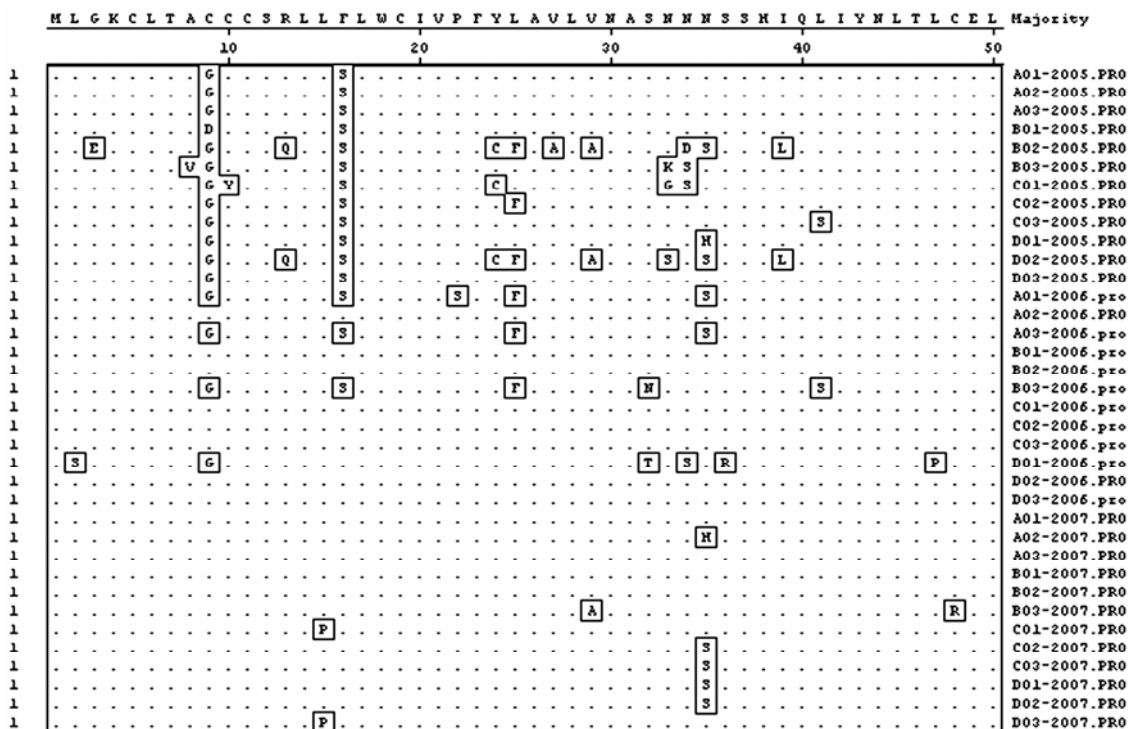 M L G K C L T A C C C S R L L F L W C I V P F Y L A V L V N A S N N N S S H I Q L I Y N L T L C E L Majority
10 20 30 40 50
1 . . . . . . . . G . . . . . . S . . . . . . . . . . . . . . . . . . . . . . . . . . . . . . . . . . A01-2005.PRO
1 . . . . . . . . G . . . . . . S . . . . . . . . . . . . . . . . . . . . . . . . . . . . . . . . . . A02-2005.PRO
1 . . . . . . . . G . . . . . . S . . . . . . . . . . . . . . . . . . . . . . . . . . . . . . . . . . A03-2005.PRO
1 . . . . . . . . D . . . . . . S . . . . . . . . . . . . . . . . . . . . . . . . . . . . . . . . . . B01-2005.PRO
1 . . E . . . . . G . . . Q . . S . . . . . . . C F . A . A . . . . D S . . . L . . . . . . . . . . . B02-2005.PRO
1 . . . . . . . V G . . . . . . S . . . . . . . . . . . . . . . . K S . . . . . . . . . . . . . . . . B03-2005.PRO
1 . . . . . . . . G Y . . . . . S . . . . . . . C . . . . . . . . G S . . . . . . . . . . . . . . . . C01-2005.PRO
1 . . . . . . . . G . . . . . . S . . . . . . . . F . . . . . . . . . . . . . . . . . . . . . . . . . C02-2005.PRO
1 . . . . . . . . G . . . . . . S . . . . . . . . . . . . . . . . . . . . . . . . S . . . . . . . . . C03-2005.PRO
1 . . . . . . . . G . . . . . . S . . . . . . . . . . . . . . . . . . H . . . . . . . . . . . . . . . D01-2005.PRO
1 . . . . . . . . G . . . Q . . S . . . . . . . C F . . . A . . . S . S . . . L . . . . . . . . . . . D02-2005.PRO
1 . . . . . . . . G . . . . . . S . . . . . . . . . . . . . . . . . . . . . . . . . . . . . . . . . . D03-2005.PRO
1 . . . . . . . . G . . . . . . S . . . . . S . . F . . . . . . . . . S . . . . . . . . . . . . . . . A01-2006.pro
1 . . . . . . . . . . . . . . . . . . . . . . . . . . . . . . . . . . . . . . . . . . . . . . . . . . A02-2006.PRO
1 . . . . . . . . G . . . . . . S . . . . . . . . F . . . . . . . . . S . . . . . . . . . . . . . . . A03-2006.pro
1 . . . . . . . . . . . . . . . . . . . . . . . . . . . . . . . . . . . . . . . . . . . . . . . . . . B01-2006.pro
1 . . . . . . . . . . . . . . . . . . . . . . . . . . . . . . . . . . . . . . . . . . . . . . . . . . B02-2006.pro
1 . . . . . . . . G . . . . . . S . . . . . . . . F . . . . . . N . . . . . . . . S . . . . . . . . . B03-2006.pro
1 . . . . . . . . . . . . . . . . . . . . . . . . . . . . . . . . . . . . . . . . . . . . . . . . . . C01-2006.pro
1 . . . . . . . . . . . . . . . . . . . . . . . . . . . . . . . . . . . . . . . . . . . . . . . . . . C02-2006.pro
1 . . . . . . . . . . . . . . . . . . . . . . . . . . . . . . . . . . . . . . . . . . . . . . . . . . C03-2006.pro
1 . S . . . . . . G . . . . . . . . . . . . . . . . . . . . . . T . S . R . . . . . . . . . . P . . . D01-2006.pro
1 . . . . . . . . . . . . . . . . . . . . . . . . . . . . . . . . . . . . . . . . . . . . . . . . . . D02-2006.PRO
1 . . . . . . . . . . . . . . . . . . . . . . . . . . . . . . . . . . . . . . . . . . . . . . . . . . D03-2006.pro
1 . . . . . . . . . . . . . . . . . . . . . . . . . . . . . . . . . . . . . . . . . . . . . . . . . . A01-2007.PRO
1 . . . . . . . . . . . . . . . . . . . . . . . . . . . . . . . . . . H . . . . . . . . . . . . . . . A02-2007.PRO
1 . . . . . . . . . . . . . . . . . . . . . . . . . . . . . . . . . . . . . . . . . . . . . . . . . . A03-2007.PRO
1 . . . . . . . . . . . . . . . . . . . . . . . . . . . . . . . . . . . . . . . . . . . . . . . . . . B01-2007.PRO
1 . . . . . . . . . . . . . . . . . . . . . . . . . . . . . . . . . . . . . . . . . . . . . . . . . . B02-2007.PRO
1 . . . . . . . . . . . . . . . . . . . . . . . . . . . . A . . . . . . . . . . . . . . . . . . R . . B03-2007.PRO
1 . . . . . . . . . . . . . . P . . . . . . . . . . . . . . . . . . . . . . . . . . . . . . . . . . . C01-2007.PRO
1 . . . . . . . . . . . . . . . . . . . . . . . . . . . . . . . . . . S . . . . . . . . . . . . . . . C02-2007.PRO
1 . . . . . . . . . . . . . . . . . . . . . . . . . . . . . . . . . . S . . . . . . . . . . . . . . . C03-2007.PRO
1 . . . . . . . . . . . . . . . . . . . . . . . . . . . . . . . . . . S . . . . . . . . . . . . . . . D01-2007.PRO
1 . . . . . . . . . . . . . . . . . . . . . . . . . . . . . . . . . . S . . . . . . . . . . . . . . . D02-2007.PRO
1 . . . . . . . . . . . . . . P . . . . . . . . . . . . . . . . . . . . . . . . . . . . . . . . . . . D03-2007.PRO